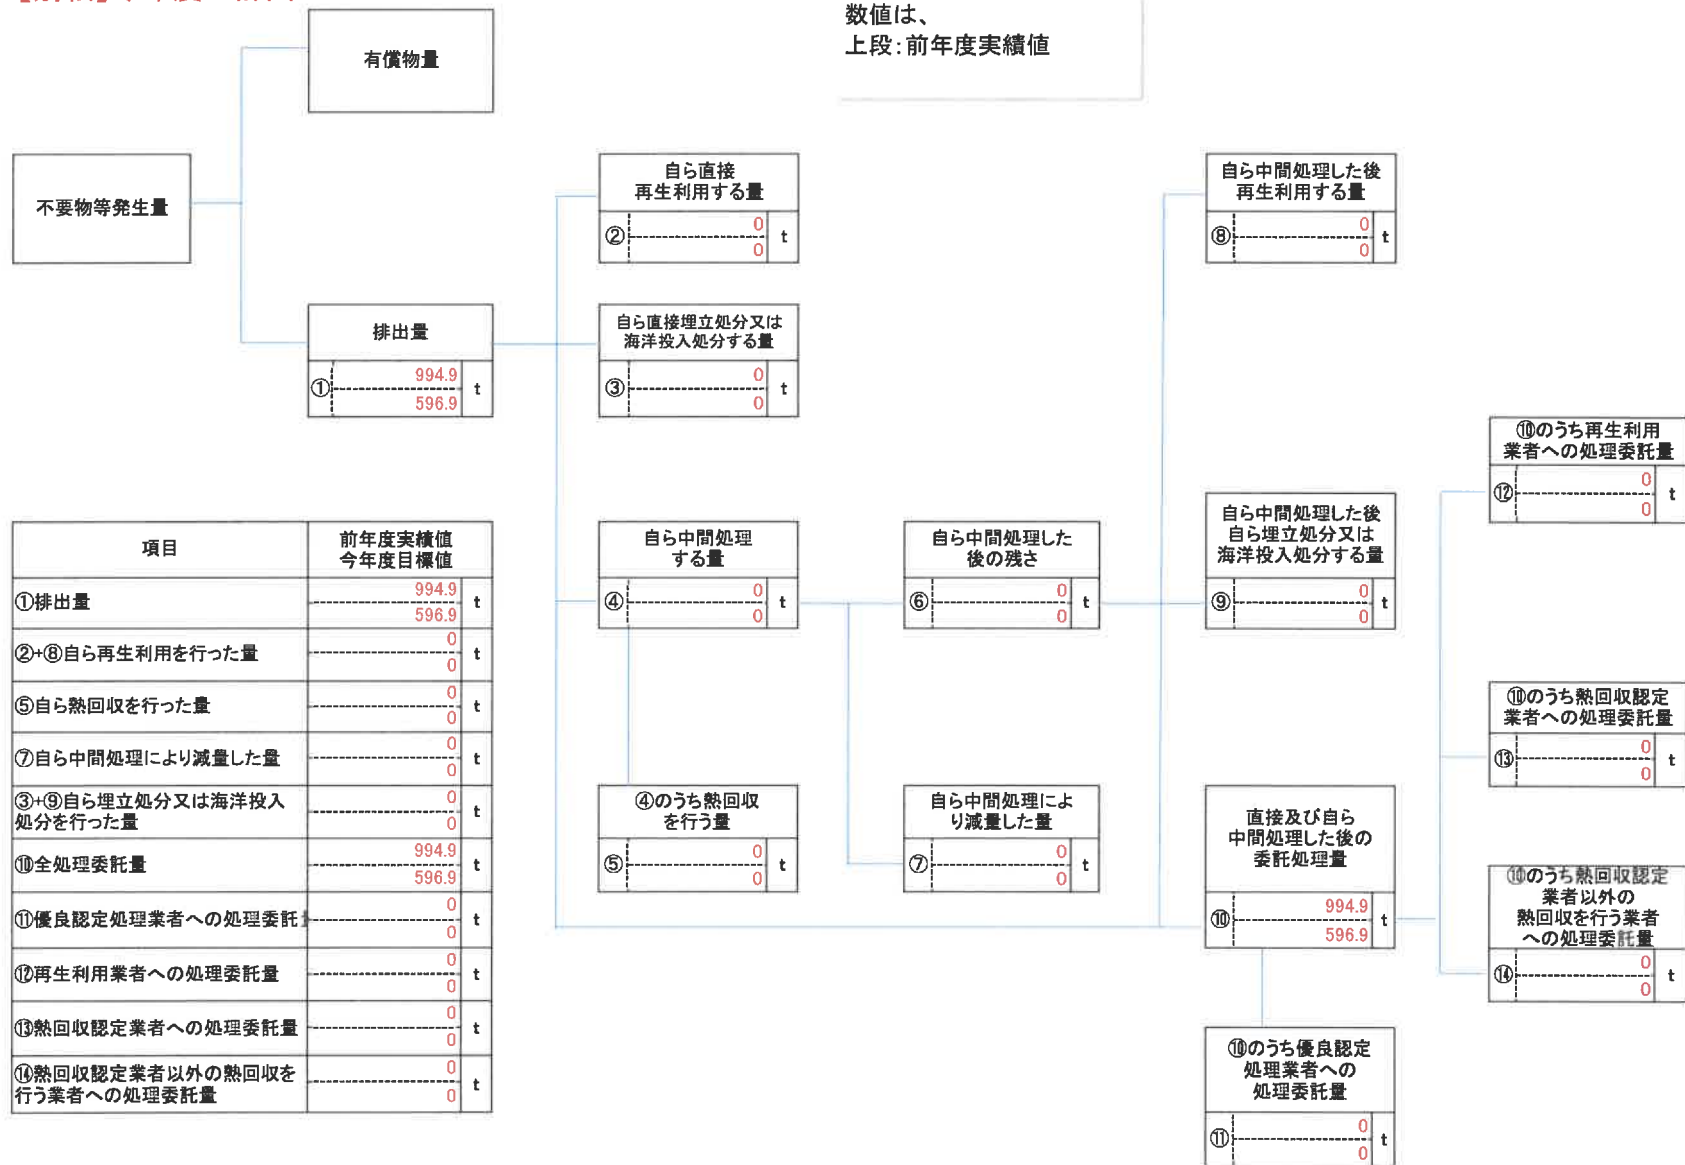 数値は、
上段:前年度実績値
有償物量
不要物等発生量
排出量
① 994.9 t
596.9
自ら直接
再生利用する量
② 0 t
0
自ら直接埋立処分又は
海洋投入処分する量
③ 0 t
0
自ら中間処理
する量
④ 0 t
0
④のうち熱回収
を行う量
⑤ 0 t
0
自ら中間処理した
後の残さ
⑥ 0 t
0
自ら中間処理によ
り減量した量
⑦ 0 t
0
自ら中間処理した後
再生利用する量
⑧ 0 t
0
自ら中間処理した後
自ら埋立処分又は
海洋投入処分する量
⑨ 0 t
0
直接及び自ら
中間処理した後の
委託処理量
⑩ 994.9 t
596.9
⑩のうち優良認定
処理業者への
処理委託量
⑪ 0 t
0
⑩のうち再生利用
業者への処理委託量
⑫ 0 t
0
⑩のうち熱回収認定
業者への処理委託量
⑬ 0 t
0
⑩のうち熱回収認定
業者以外の
熱回収を行う業者
への処理委託量
⑭ 0 t
0
項目 前年度実績値
今年度目標値
①排出量 994.9 t
596.9
②+⑧自ら再生利用を行った量 0 t
0
⑤自ら熱回収を行った量 0 t
0
⑦自ら中間処理により減量した量 0 t
0
③+⑨自ら埋立処分又は海洋投入
処分を行った量 0 t
0
⑩全処理委託量 994.9 t
596.9
⑪優良認定処理業者への処理委託 0 t
0
⑫再生利用業者への処理委託量 0 t
0
⑬熱回収認定業者への処理委託量 0 t
0
⑭熱回収認定業者以外の熱回収を
行う業者への処理委託量 0 t
0